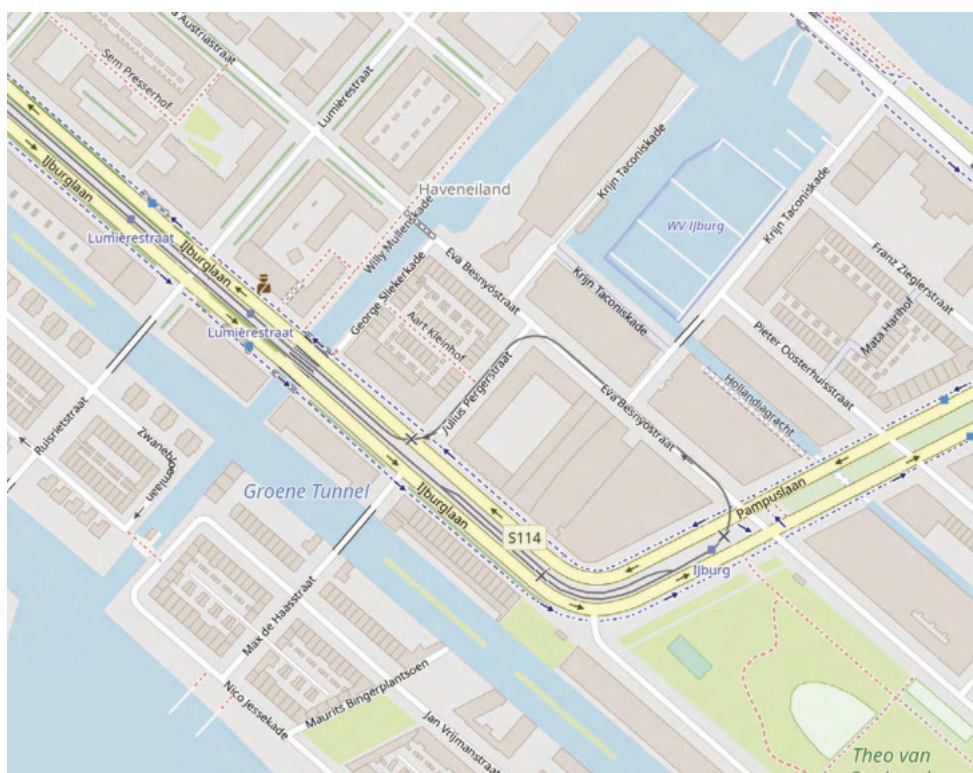 Austriastraat
Sem Presserhof
Lumièrestraat
IJburglaan
Haveneiland
Krijn Taconiskade
Krijn Taconiskade
WV IJburg
Willy Mullenskade
Lumièrestraat
IJburglaan
Eva Besnyöstraat
Krijn Taconiskade
Franz Zieglerstraat
George Sliekerkade
Mata Harihof
Lumièrestraat
Aart Kleinhof
Pieter Oosterhuisstraat
Julius Pergerstraat
Eva Besnyöstraat
Hollandiagracht
Ruisrietstraat
Zwanebloemlaan
Groene Tunnel
IJburglaan
Pampuslaan
S114
IJburg
Max de Haasstraat
Nico Jessekade
Maurits Bingerplantsoen
Jan Vrijmanstraat
Theo van